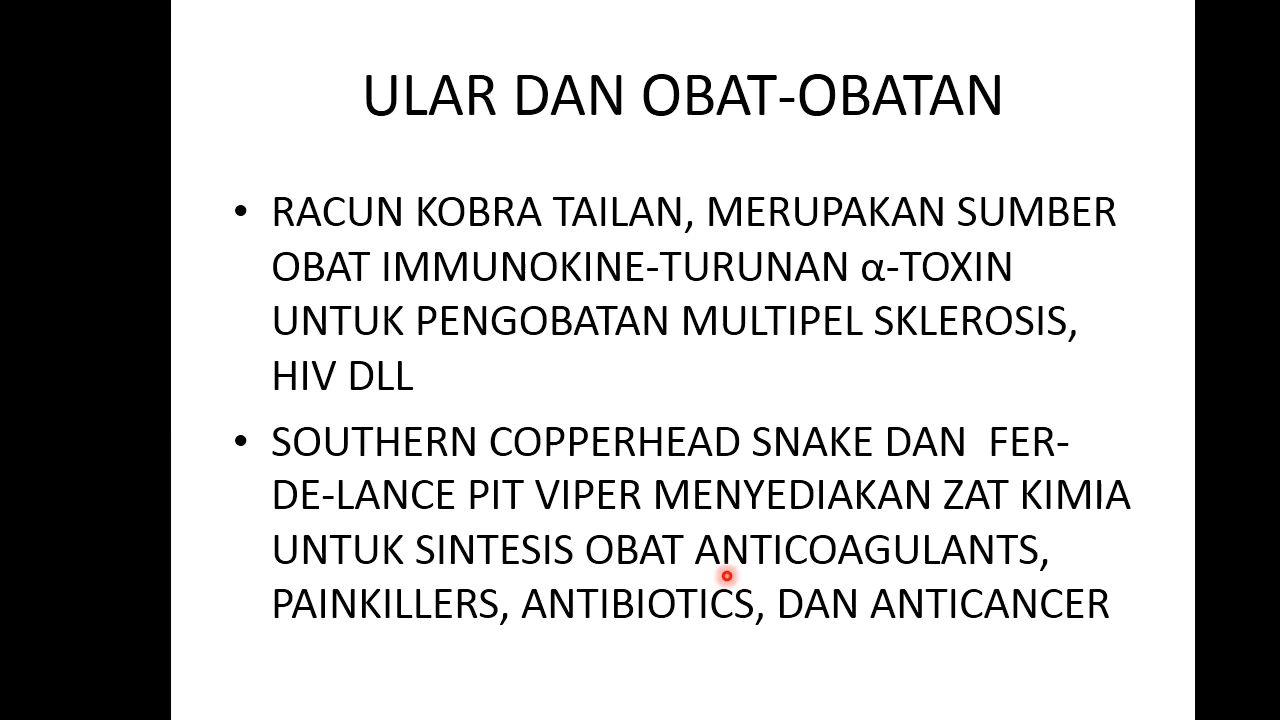 ULAR DAN OBAT-OBATAN
• RACUN KOBRA TAILAN, MERUPAKAN SUMBER
OBAT IMMUNOKINE-TURUNAN α-TOXIN
UNTUK PENGOBATAN MULTIPEL SKLEROSIS,
HIV DLL
• SOUTHERN COPPERHEAD SNAKE DAN  FER-
DE-LANCE PIT VIPER MENYEDIAKAN ZAT KIMIA
UNTUK SINTESIS OBAT ANTICOAGULANTS,
PAINKILLERS, ANTIBIOTICS, DAN ANTICANCER